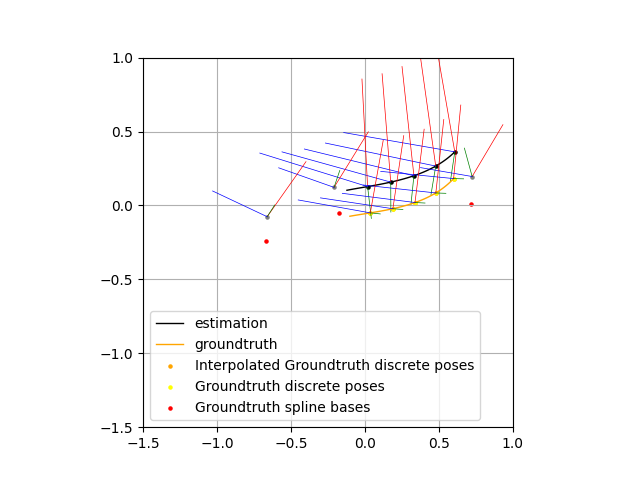 1.0
0.5
0.0
−0.5
−1.0
−1.5
estimation
groundtruth
Interpolated Groundtruth discrete poses
Groundtruth discrete poses
Groundtruth spline bases
−1.5 −1.0 −0.5 0.0 0.5 1.0